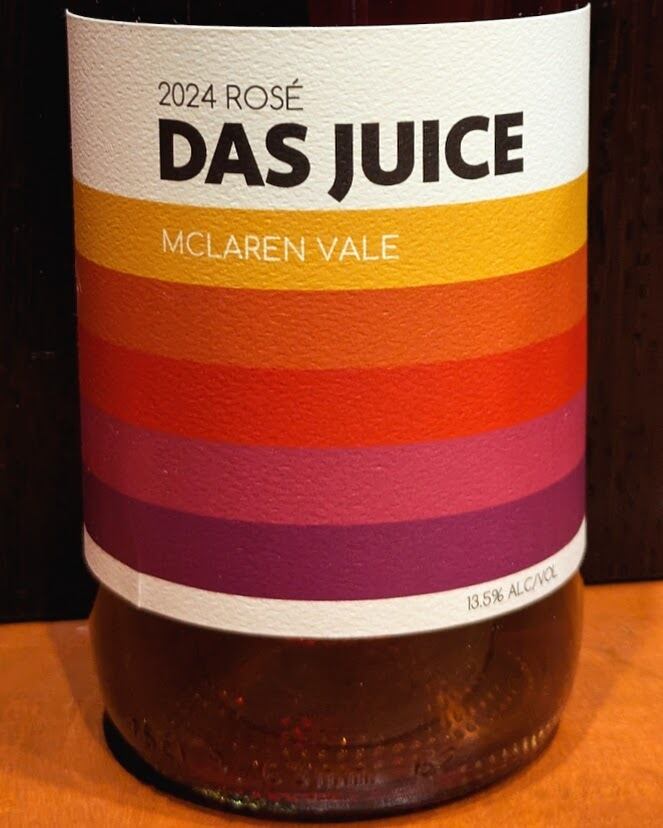 2024 ROSÉ
DAS JUICE
MCLAREN VALE
13.5% ALC/VOL